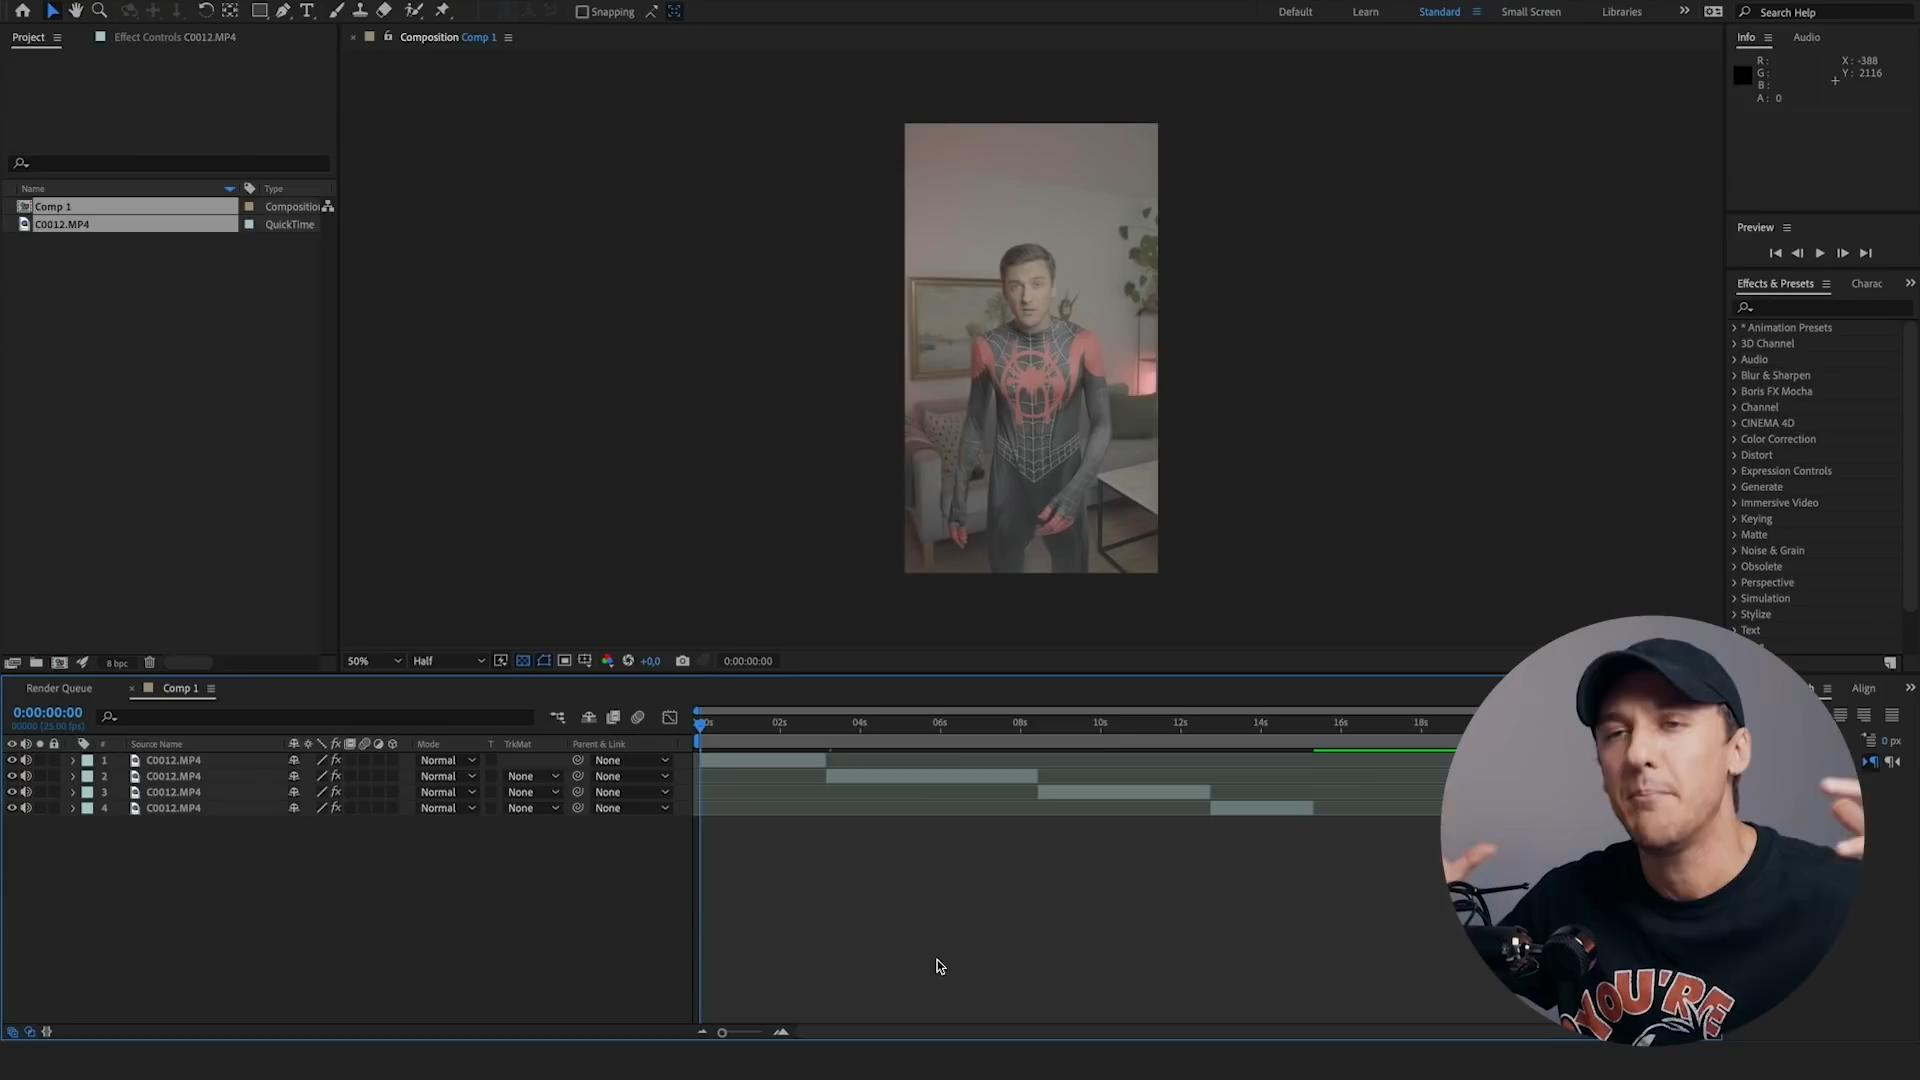 Snapping
Default
Learn
Standard
Small Screen
Libraries
Search Help
Project
Effect Controls C0012.MP4
Composition Comp 1
Info
Audio
R:
G:
B:
A: 0
X: -388
Y: 2116
Name
Type
Comp 1
Composition
C0012.MP4
QuickTime
Preview
Effects & Presets
Charac
* Animation Presets
3D Channel
Audio
Blur & Sharpen
Boris FX Mocha
Channel
CINEMA 4D
Color Correction
Distort
Expression Controls
Generate
Immersive Video
Keying
Matte
Noise & Grain
Obsolete
Perspective
Simulation
Stylize
Text
8 bpc
50%
Half
+0,0
0:00:00:00
Render Queue
Comp 1
Align
0:00:00:00
00000 (25.00 fps)
0s
02s
04s
06s
08s
10s
12s
14s
16s
18s
0 px
# Source Name
Mode
T TrkMat
Parent & Link
1 C0012.MP4 Normal None
2 C0012.MP4 Normal None None
3 C0012.MP4 Normal None None
4 C0012.MP4 Normal None None
YOU'RE